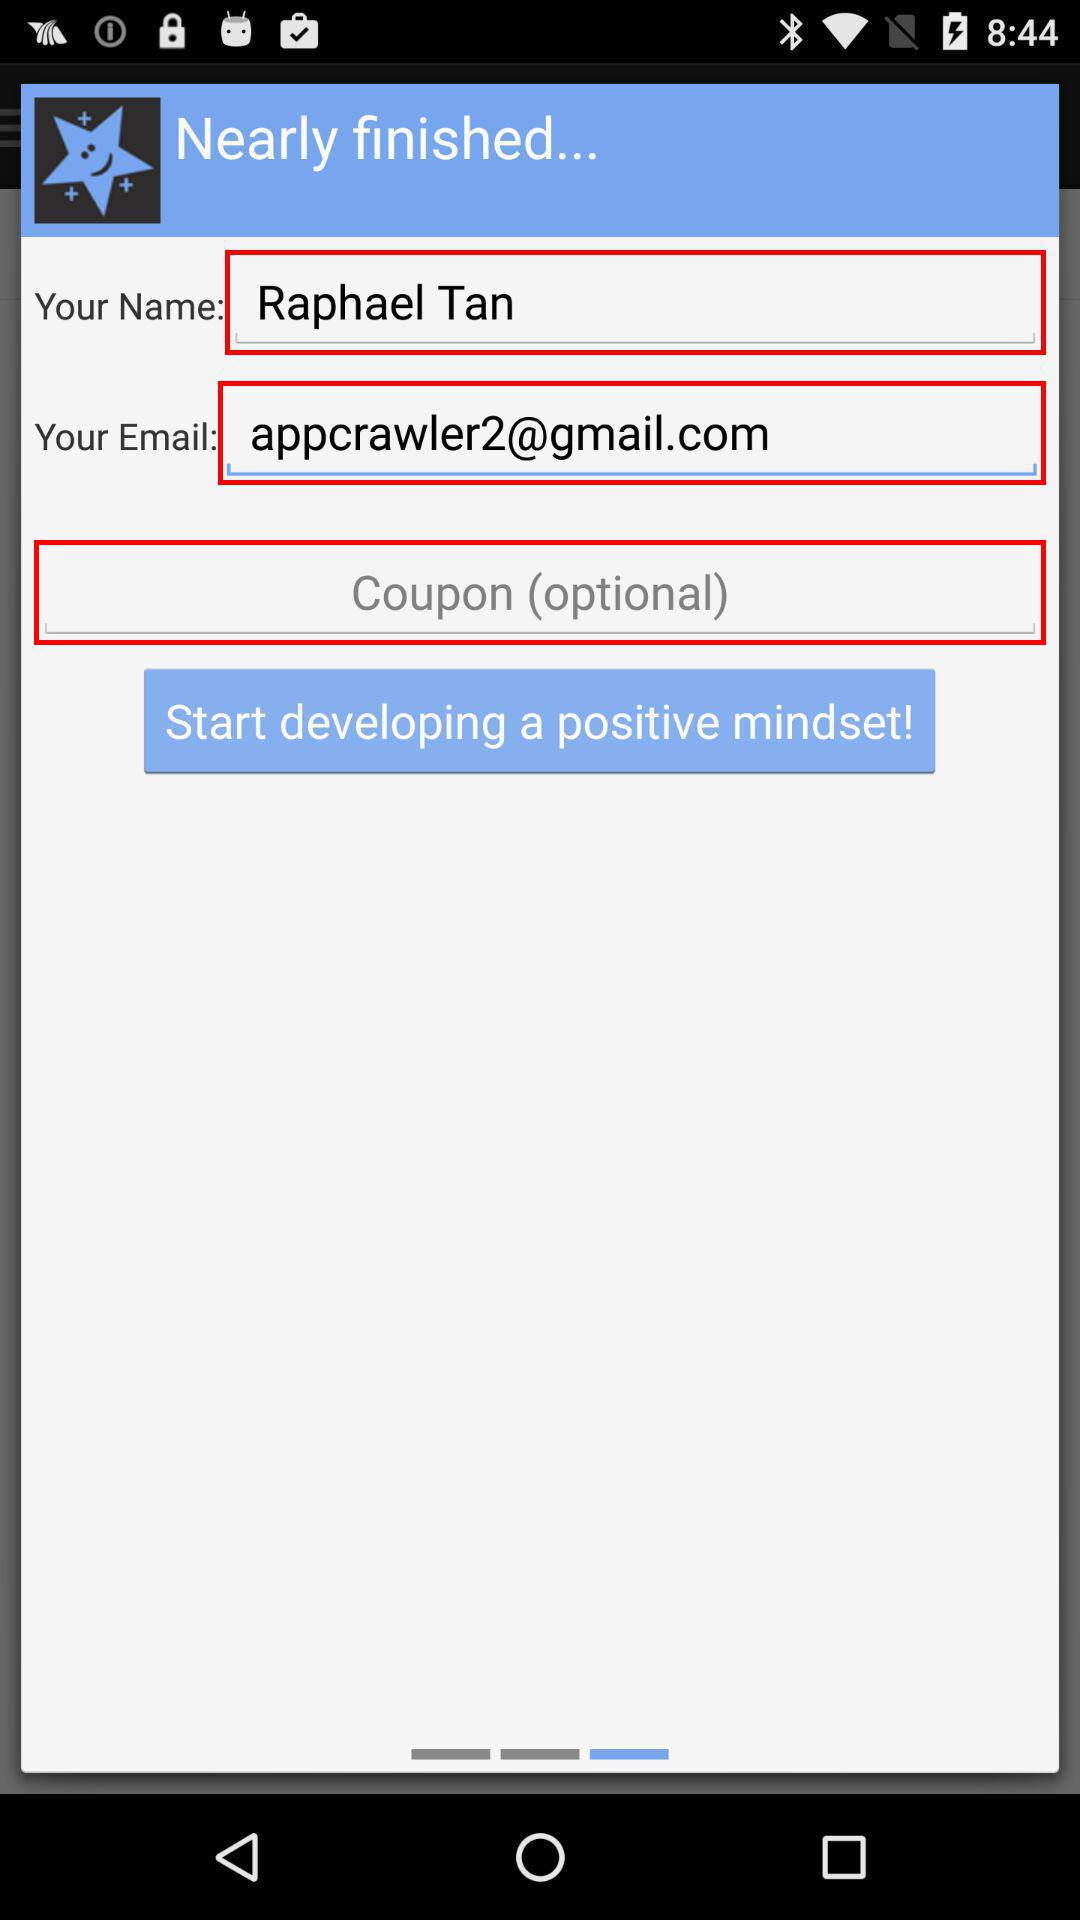 8:44
Nearly finished...
Your Name: Raphael Tan
Your Email: appcrawler2@gmail.com
Coupon (optional)
Start developing a positive mindset!